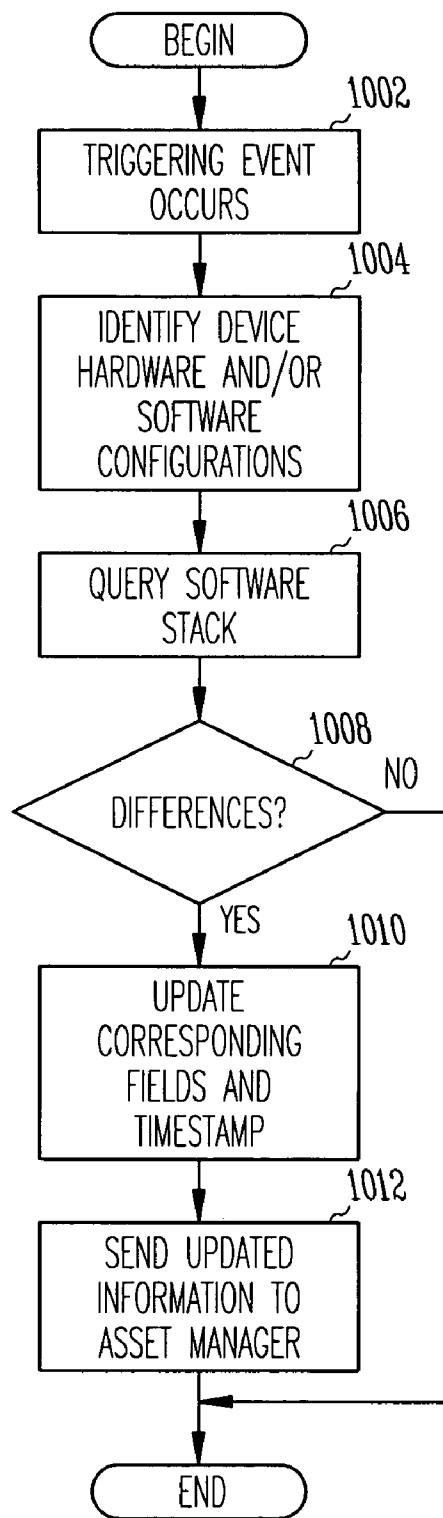 BEGIN
1002
TRIGGERING EVENT
OCCURS
1004
IDENTIFY DEVICE
HARDWARE AND/OR
SOFTWARE
CONFIGURATIONS
1006
QUERY SOFTWARE
STACK
1008
DIFFERENCES?
NO
YES
1010
UPDATE
CORRESPONDING
FIELDS AND
TIMESTAMP
1012
SEND UPDATED
INFORMATION TO
ASSET MANAGER
END